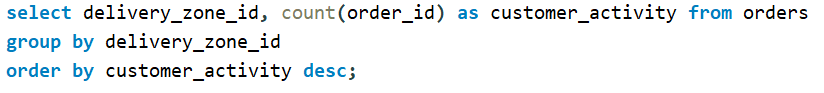 select delivery_zone_id, count(order_id) as customer_activity from orders
group by delivery_zone_id
order by customer_activity desc;